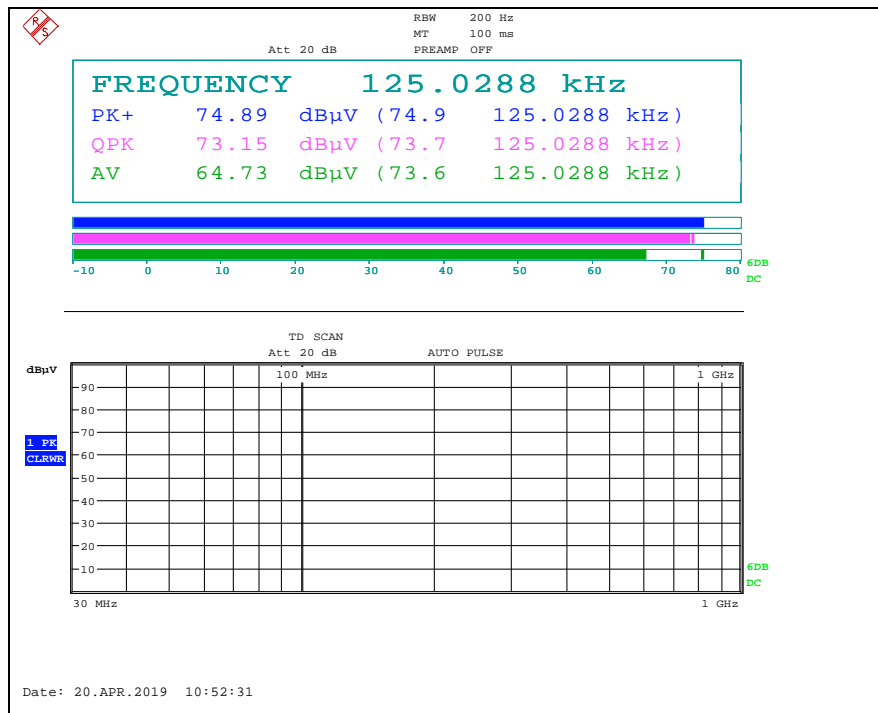 R S
RBW 200 Hz
MT 100 ms
Att 20 dB PREAMP OFF
FREQUENCY 125.0288 kHz
PK+ 74.89 dBµV (74.9 125.0288 kHz)
QPK 73.15 dBµV (73.7 125.0288 kHz)
AV 64.73 dBµV (73.6 125.0288 kHz)
-10 0 10 20 30 40 50 60 70 80
6DB
DC
TD SCAN
Att 20 dB AUTO PULSE
dBµV
100 MHz 1 GHz
90
80
70
1 PK
CLRWR
60
50
40
30
20
10
6DB
DC
30 MHz 1 GHz
Date: 20.APR.2019 10:52:31